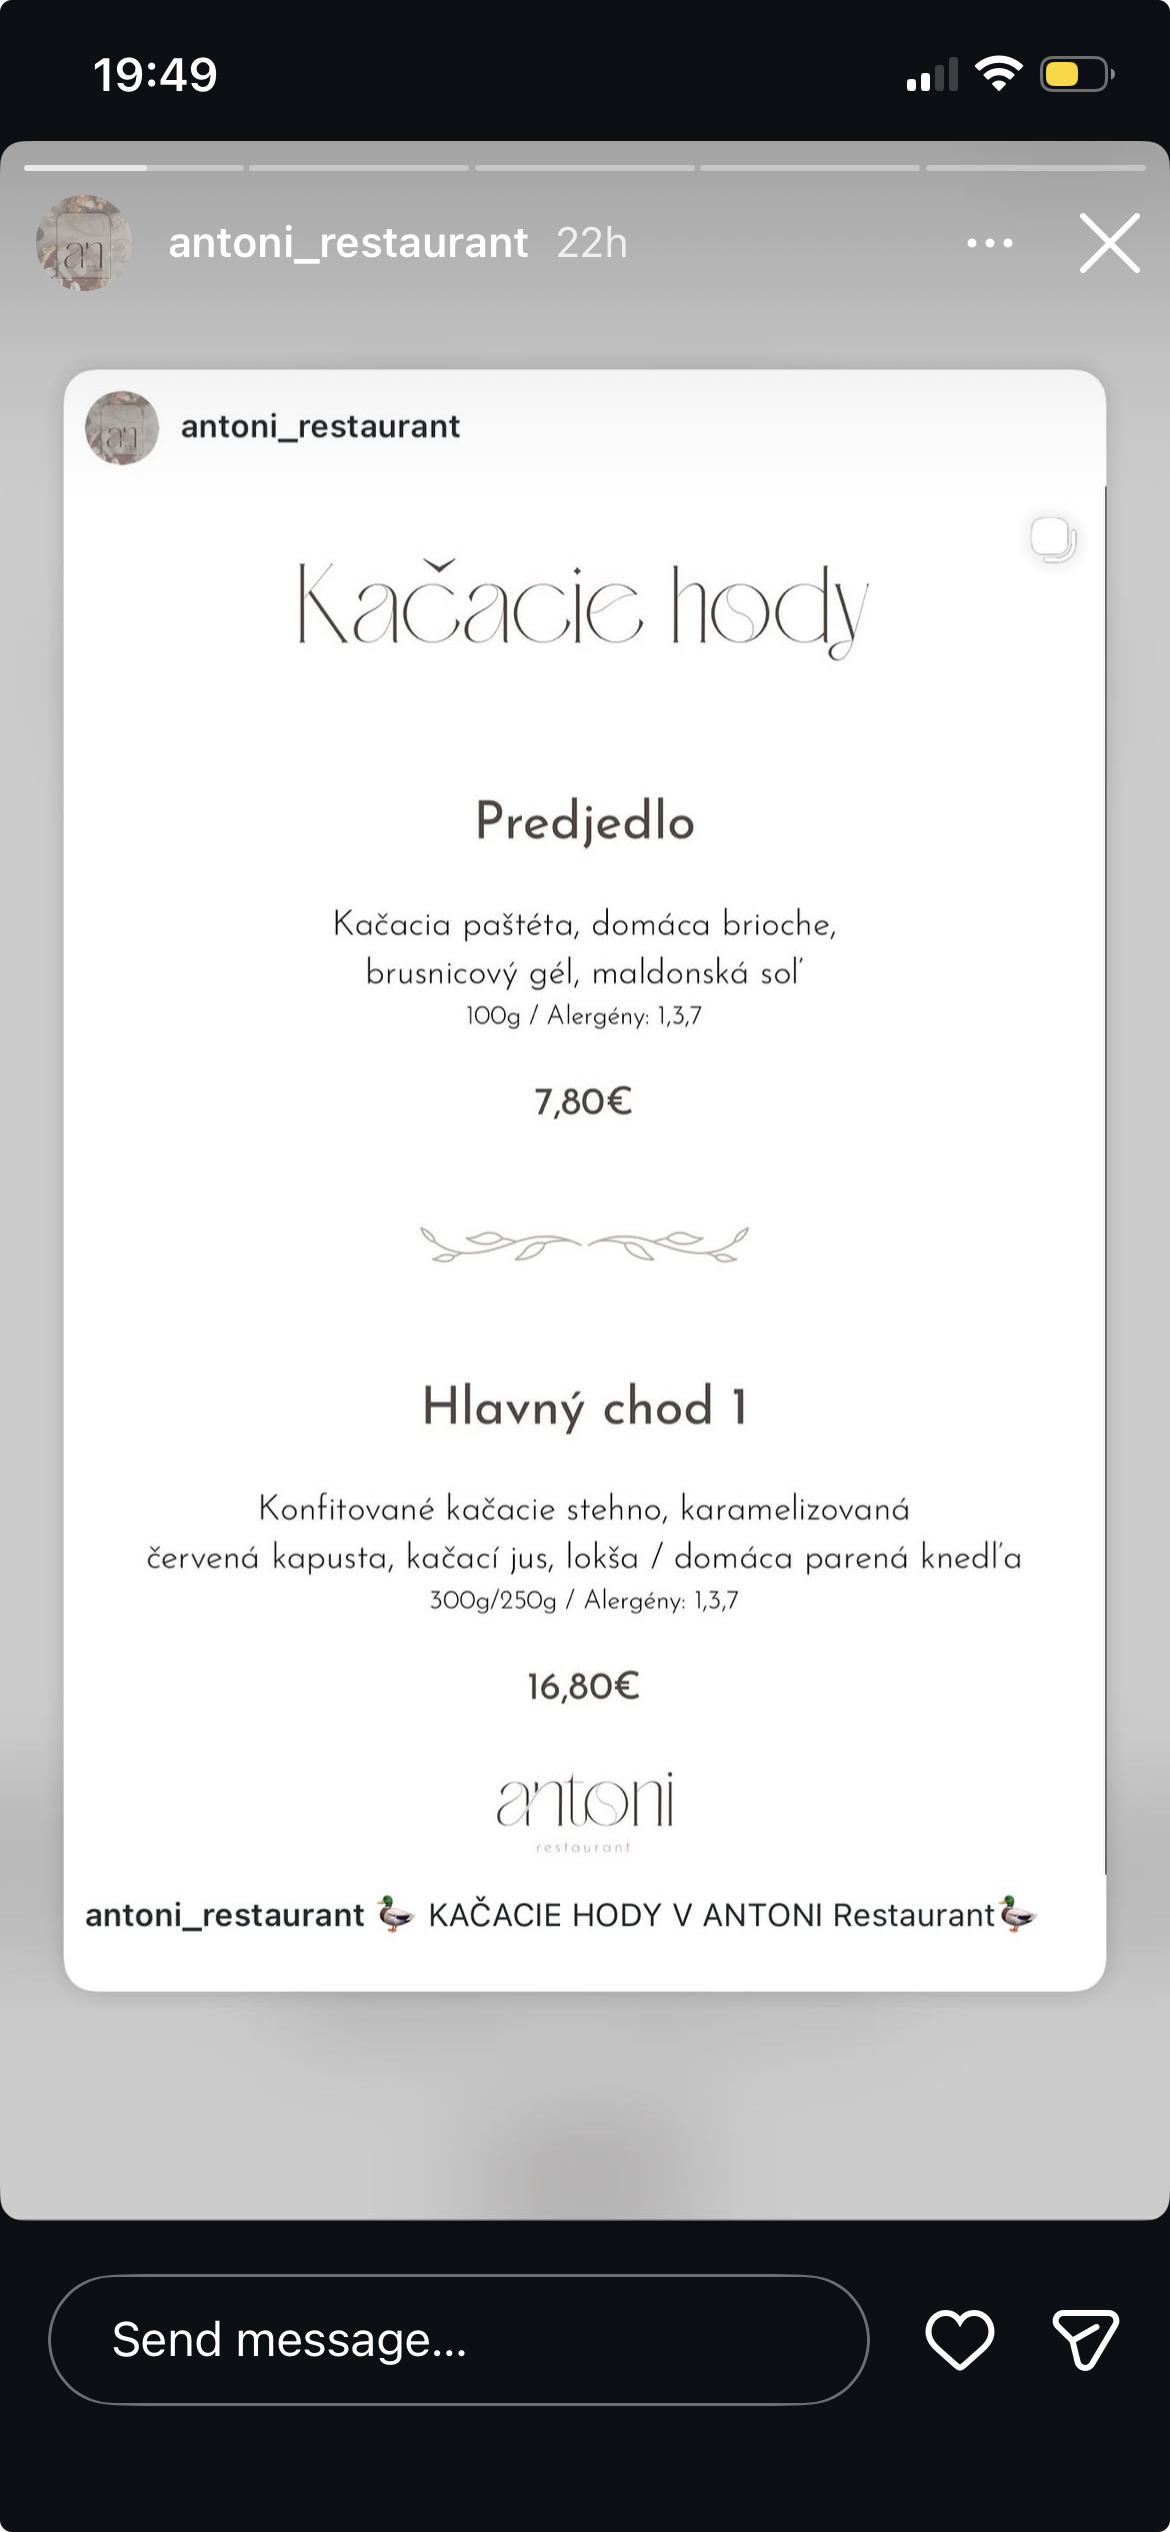 19:49
antoni_restaurant 22h
antoni_restaurant
Kačacie hody
Predjedlo
Kačacia paštéta, domáca brioche,
brusnicový gél, maldonská soľ
100g / Alergény: 1,3,7
7,80€
Hlavný chod 1
Konfitované kačacie stehno, karamelizovaná
červená kapusta, kačací jus, lokša / domáca parená knedľa
300g/250g / Alergény: 1,3,7
16,80€
antoni
restaurant
antoni_restaurant 🦆 KAČACIE HODY V ANTONI Restaurant🦆
Send message...